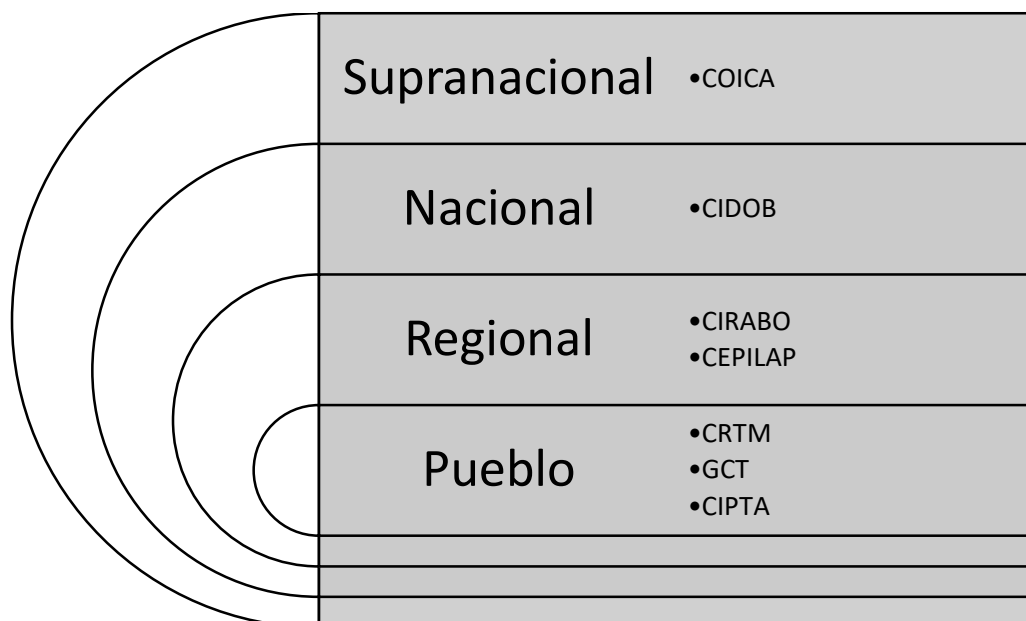 Supranacional
•COICA
Nacional
•CIDOB
Regional
•CIRABO
•CEPILAP
Pueblo
•CRTM
•GCT
•CIPTA